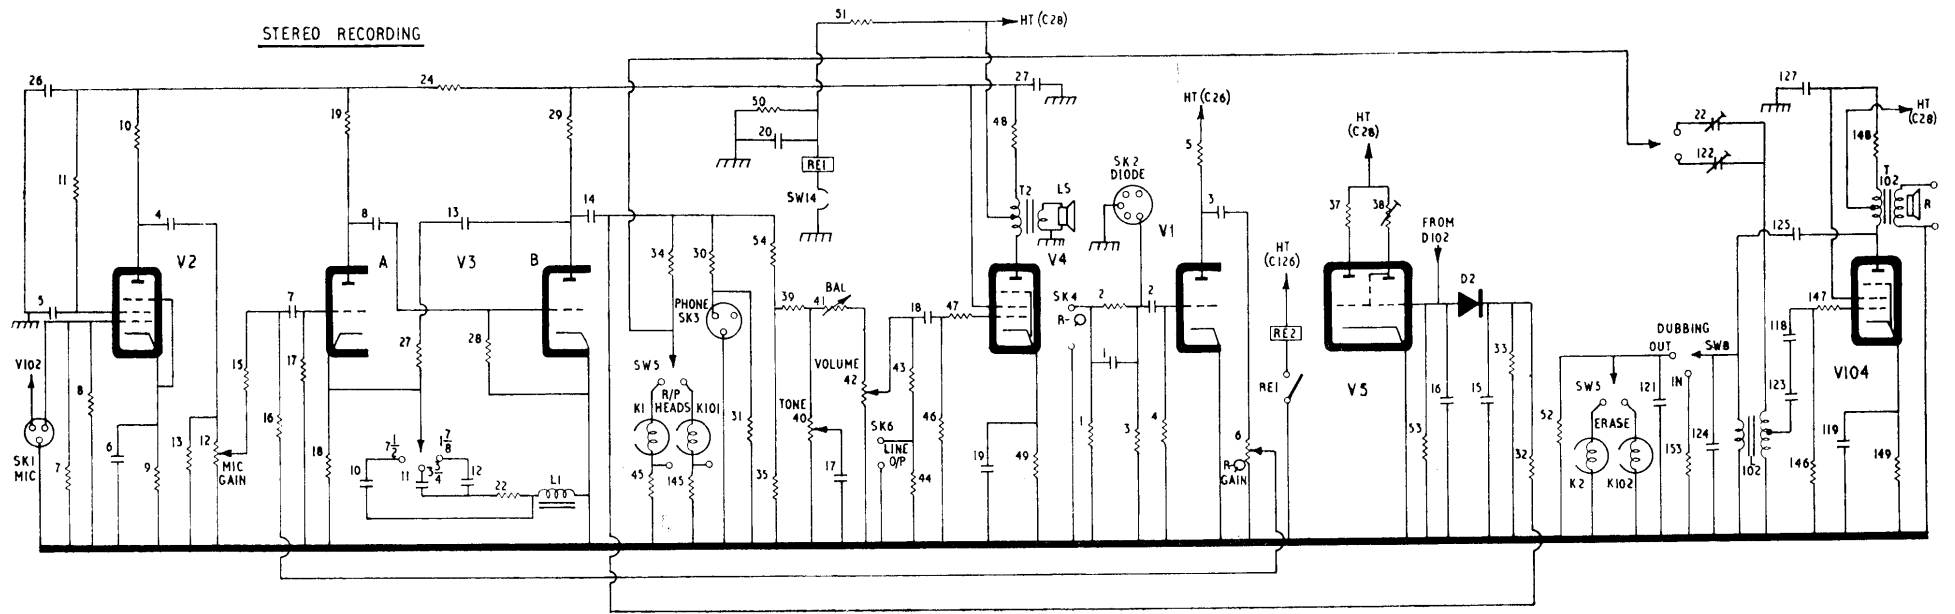 STEREO RECORDING
51
HT (C28)
26
24
27
127
10
19
29
50
20
48
HT (C26)
HT (C28)
22
122
148
HT (C28)
11
RE1
SW14
5
SK2 DIODE
T2
LS
T 102
R
4
8
13
14
3
37
38
FROM D102
125
34
30
54
V1
HT (C126)
V2
A
V3
B
V4
V104
5
7
PHONE SK3
39
41
BAL
18
47
SK4
R-
2
2
D2
147
V102
8
15
17
27
28
SW5
VOLUME
42
43
1
RE2
DUBBING
OUT
SW8
118
R/P HEADS
K1
K101
RE1
V5
16
15
33
SW5
121
IN
123
SK1 MIC
7
6
9
13
12
MIC GAIN
16
18
7½
3¾
1⅞
10
11
12
22
L1
45
145
31
35
TONE
40
17
SK6
LINE O/P
44
46
19
49
1
3
4
6
R- GAIN
53
32
52
ERASE
K2
K102
153
124
102
146
119
149